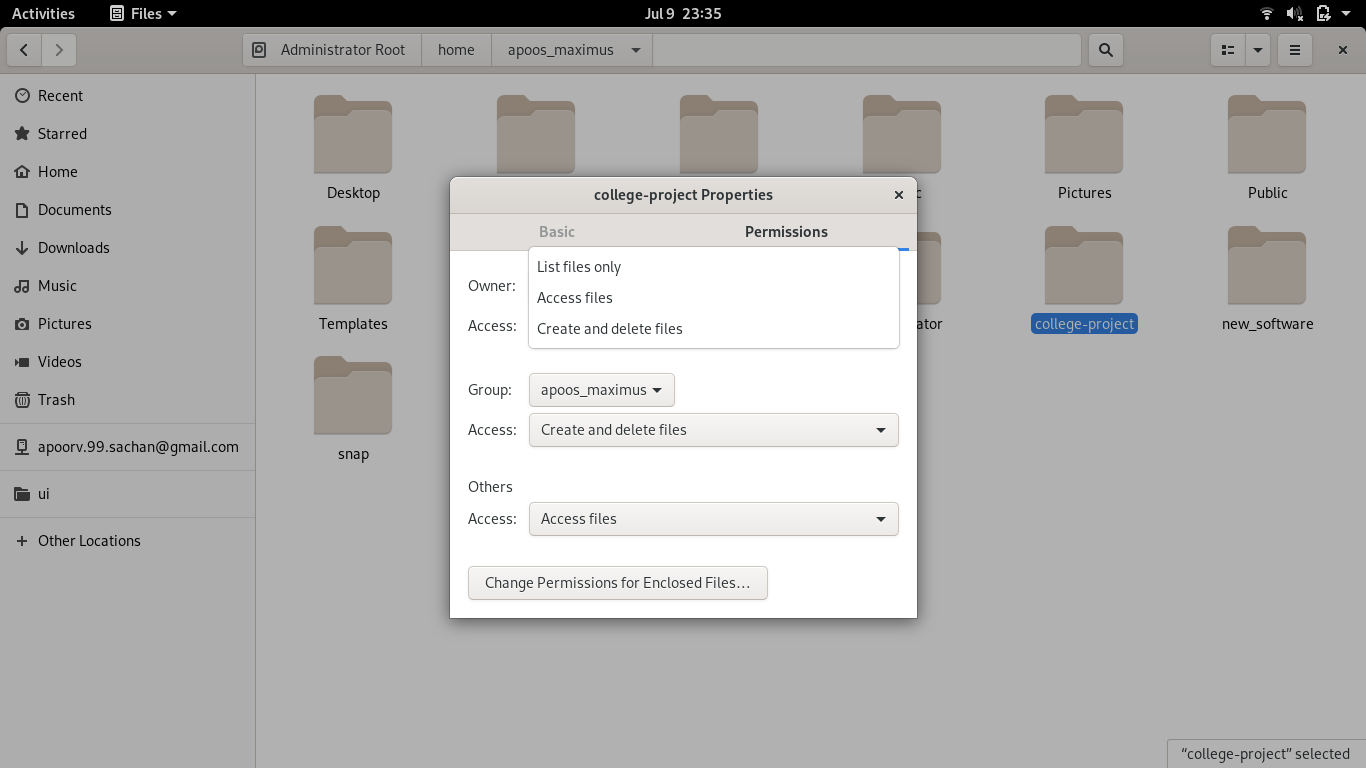 Activities
Files
Jul 9 23:35
Administrator Root
home
apoos_maximus
Recent
Starred
Home
Documents
Downloads
Music
Pictures
Videos
Trash
apoorv.99.sachan@gmail.com
ui
Other Locations
Desktop
Pictures
Public
Templates
college-project
new_software
snap
college-project Properties
Basic
Permissions
Owner:
List files only
Access files
Create and delete files
Access:
Group:
apoos_maximus
Access:
Create and delete files
Others
Access:
Access files
Change Permissions for Enclosed Files…
“college-project” selected